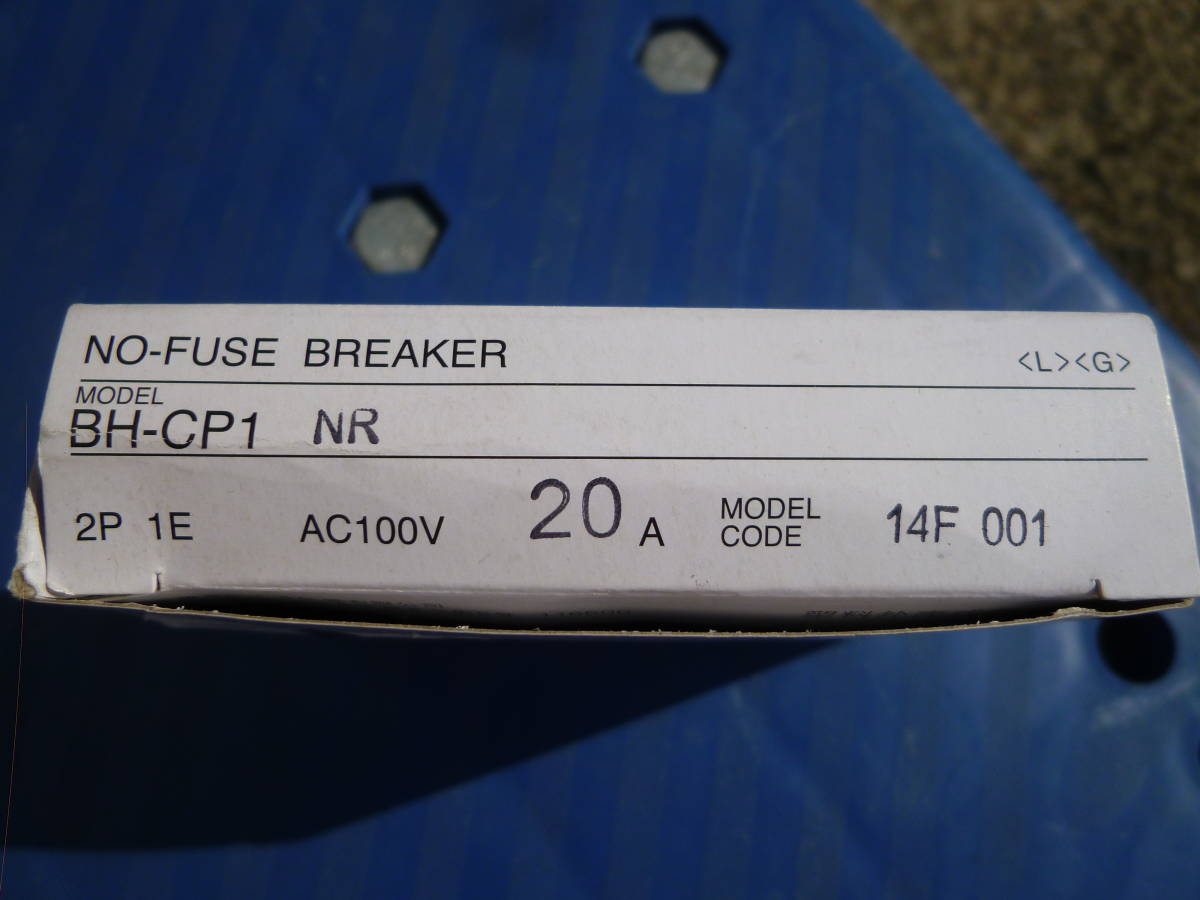 NO-FUSE BREAKER <L><G>
MODEL
BH-CP1 NR
2P 1E AC100V 20 A MODEL CODE 14F 001